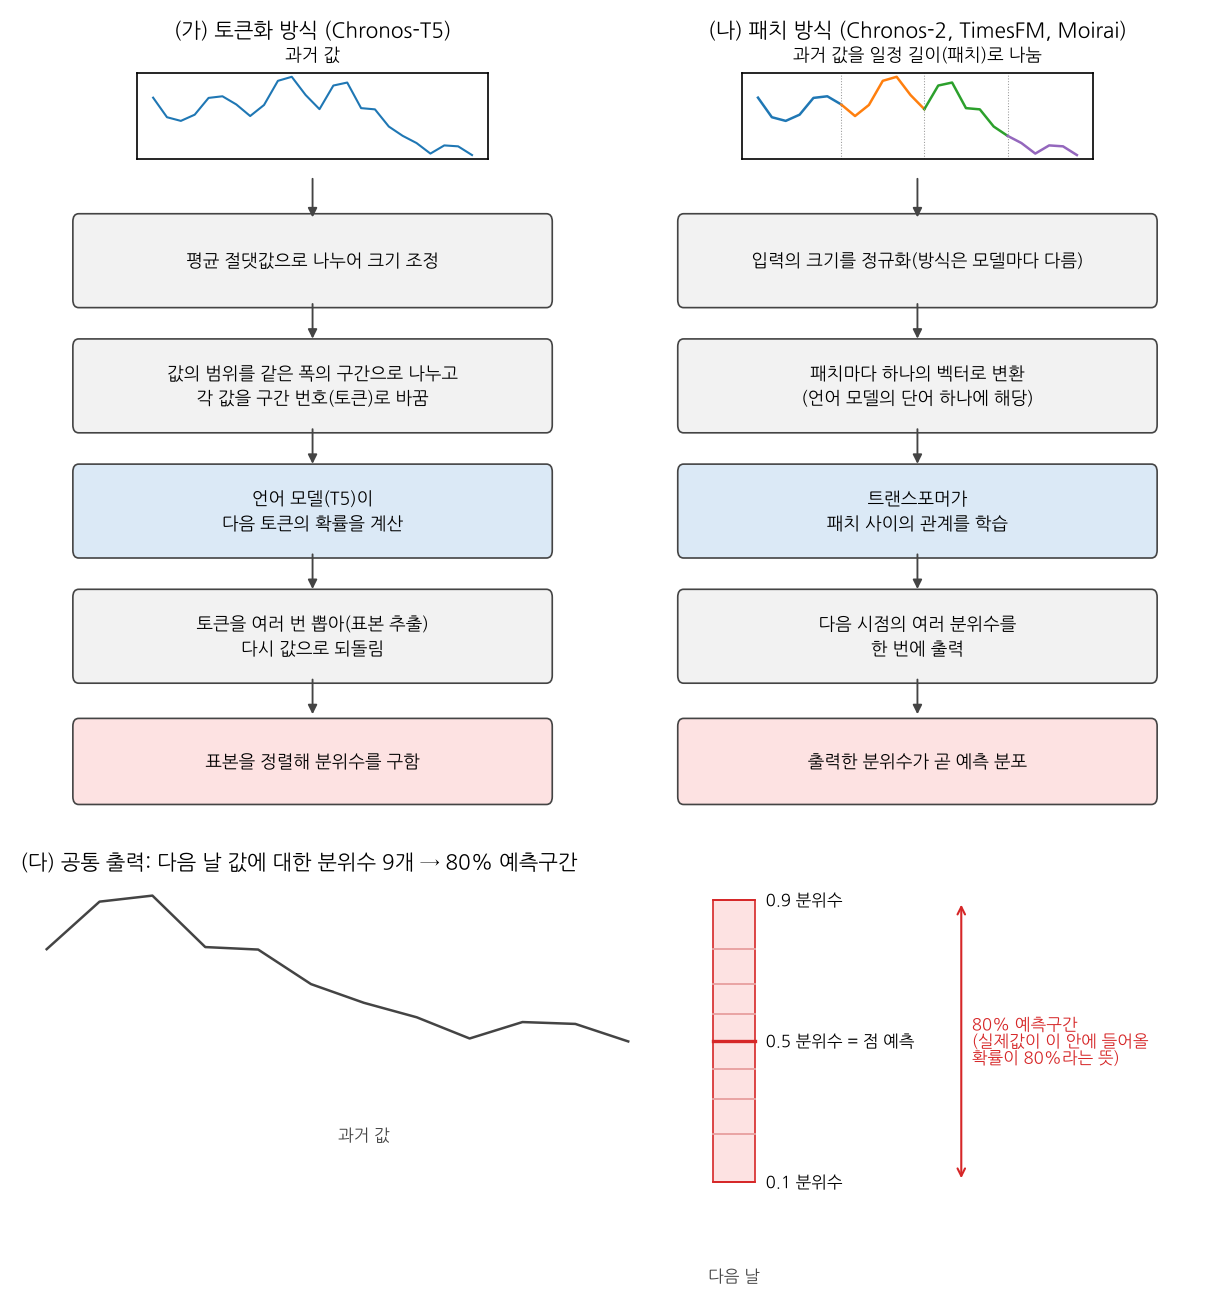 (가) 토큰화 방식 (Chronos-T5)
과거 값
평균 절댓값으로 나누어 크기 조정
값의 범위를 같은 폭의 구간으로 나누고
각 값을 구간 번호(토큰)로 바꿈
언어 모델(T5)이
다음 토큰의 확률을 계산
토큰을 여러 번 뽑아(표본 추출)
다시 값으로 되돌림
표본을 정렬해 분위수를 구함
(나) 패치 방식 (Chronos-2, TimesFM, Moirai)
과거 값을 일정 길이(패치)로 나눔
입력의 크기를 정규화(방식은 모델마다 다름)
패치마다 하나의 벡터로 변환
(언어 모델의 단어 하나에 해당)
트랜스포머가
패치 사이의 관계를 학습
다음 시점의 여러 분위수를
한 번에 출력
출력한 분위수가 곧 예측 분포
(다) 공통 출력: 다음 날 값에 대한 분위수 9개 → 80% 예측구간
과거 값
0.9 분위수
0.5 분위수 = 점 예측
0.1 분위수
80% 예측구간
(실제값이 이 안에 들어올
확률이 80%라는 뜻)
다음 날